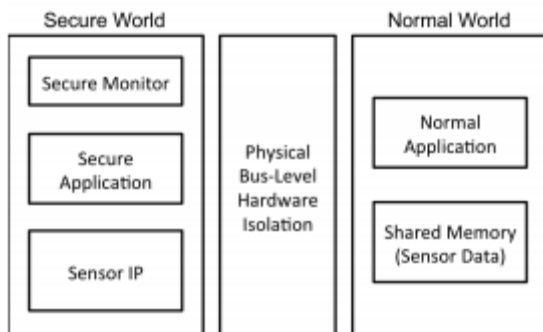 Secure World
Normal World
Secure Monitor
Secure
Application
Sensor IP
Physical
Bus-Level
Hardware
Isolation
Normal
Application
Shared Memory
(Sensor Data)